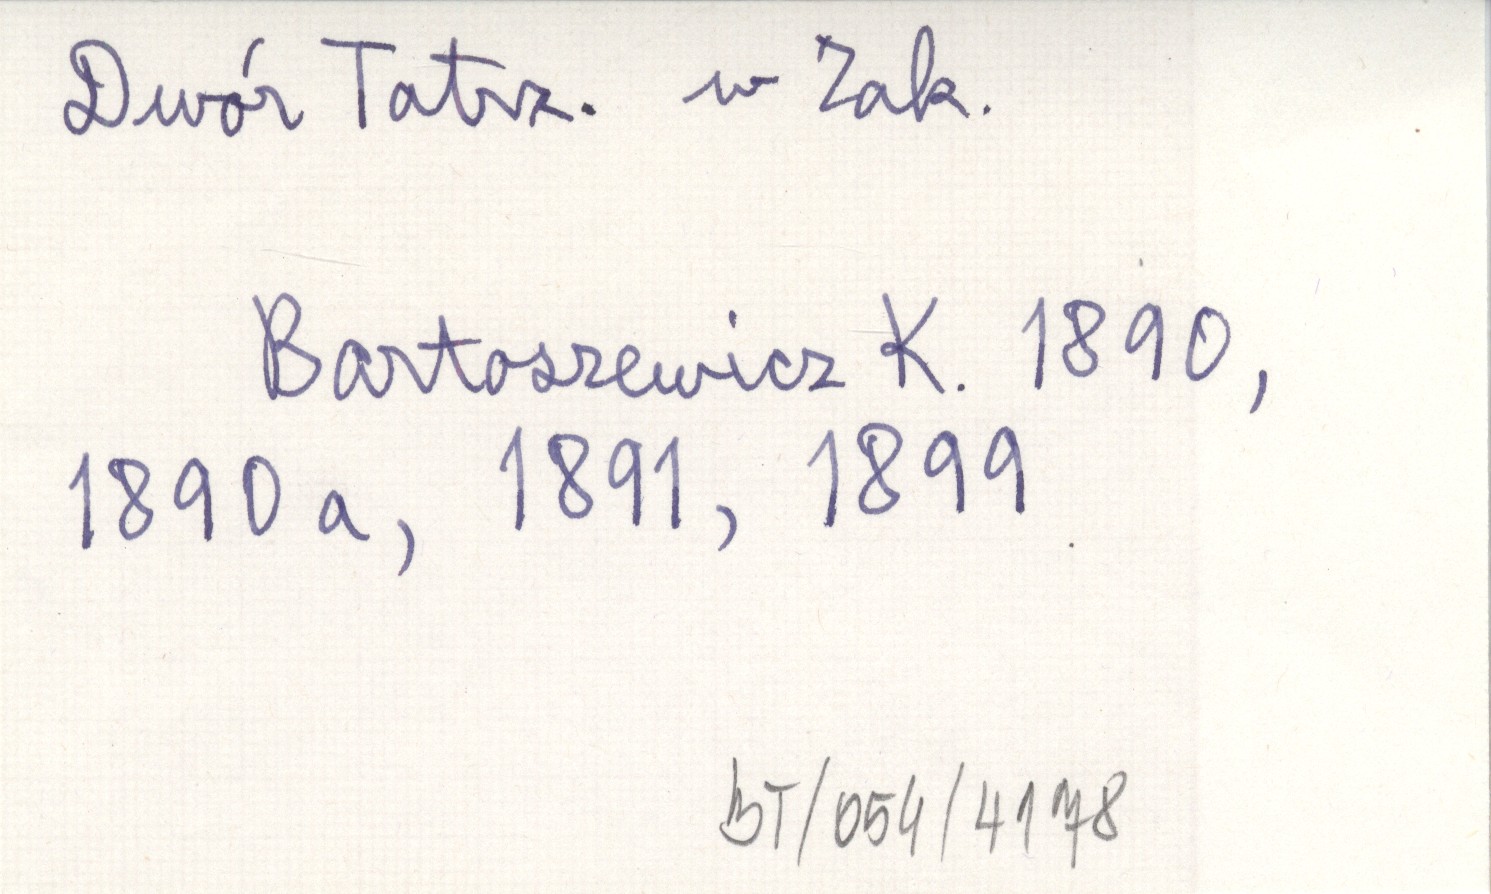 Dwór Tatrz. w Zak.
Bartoszewicz K. 1890,
1890a, 1891, 1899
BT/054/4178